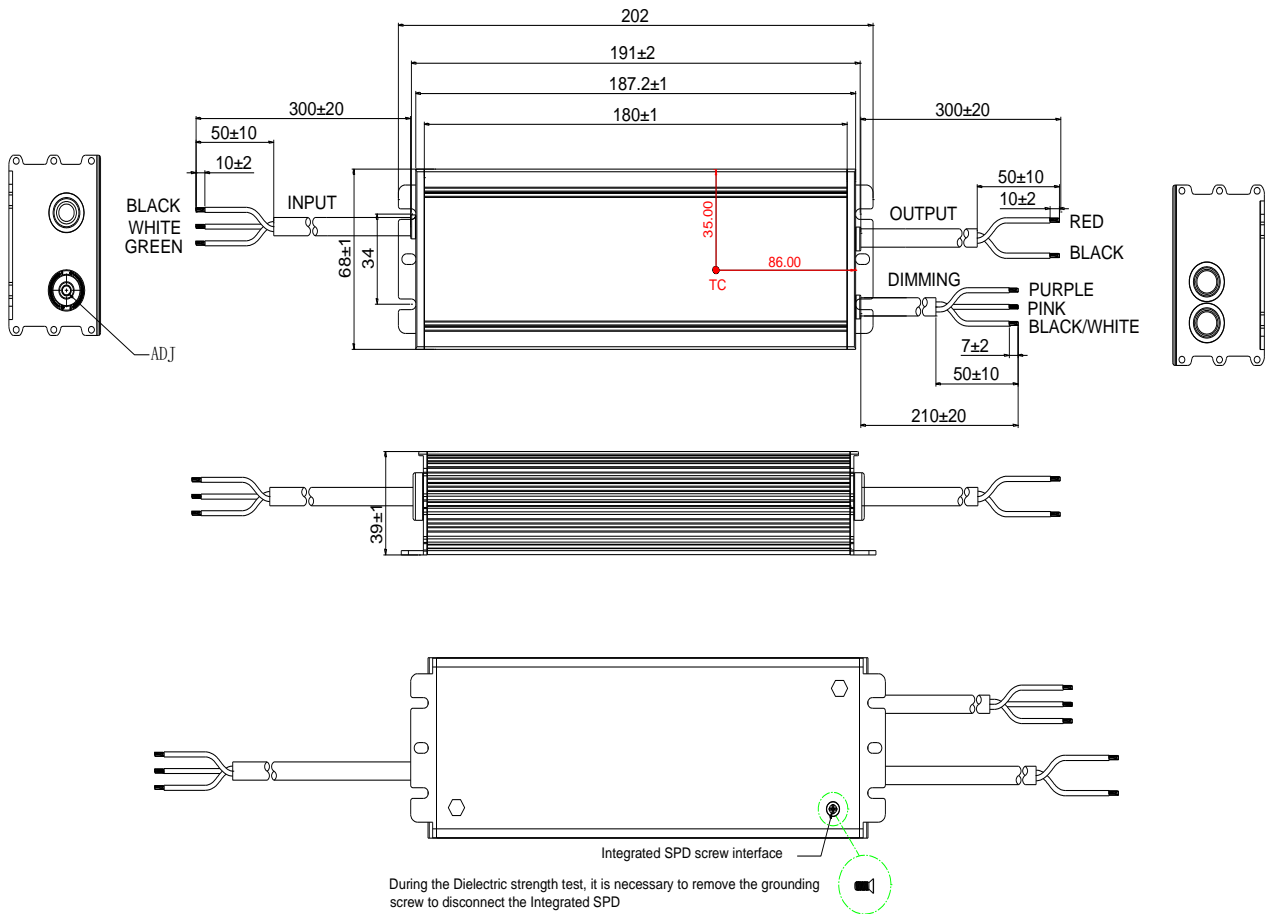 202
191±2
187.2±1
180±1
300±20
50±10
10±2
300±20
50±10
10±2
BLACK
WHITE
GREEN
INPUT
OUTPUT
RED
BLACK
68±1
34
35.00
86.00
TC
DIMMING
PURPLE
PINK
BLACK/WHITE
7±2
50±10
210±20
ADJ
39±1
Integrated SPD screw interface
During the Dielectric strength test, it is necessary to remove the grounding
screw to disconnect the Integrated SPD